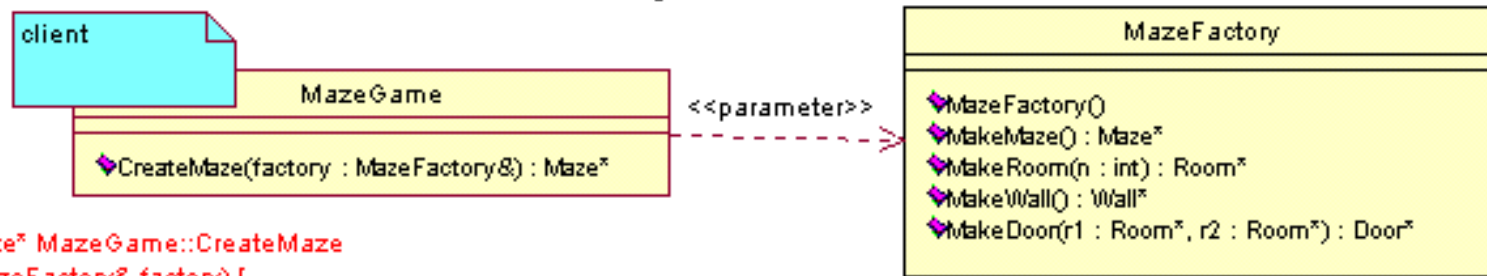 client
MazeGame
CreateMaze(factory : MazeFactory&) : Maze*
<<parameter>>
MazeFactory
MazeFactory()
MakeMaze() : Maze*
MakeRoom(n : int) : Room*
MakeWall() : Wall*
MakeDoor(r1 : Room*, r2 : Room*) : Door*
MazeGame::CreateMaze
factory) {